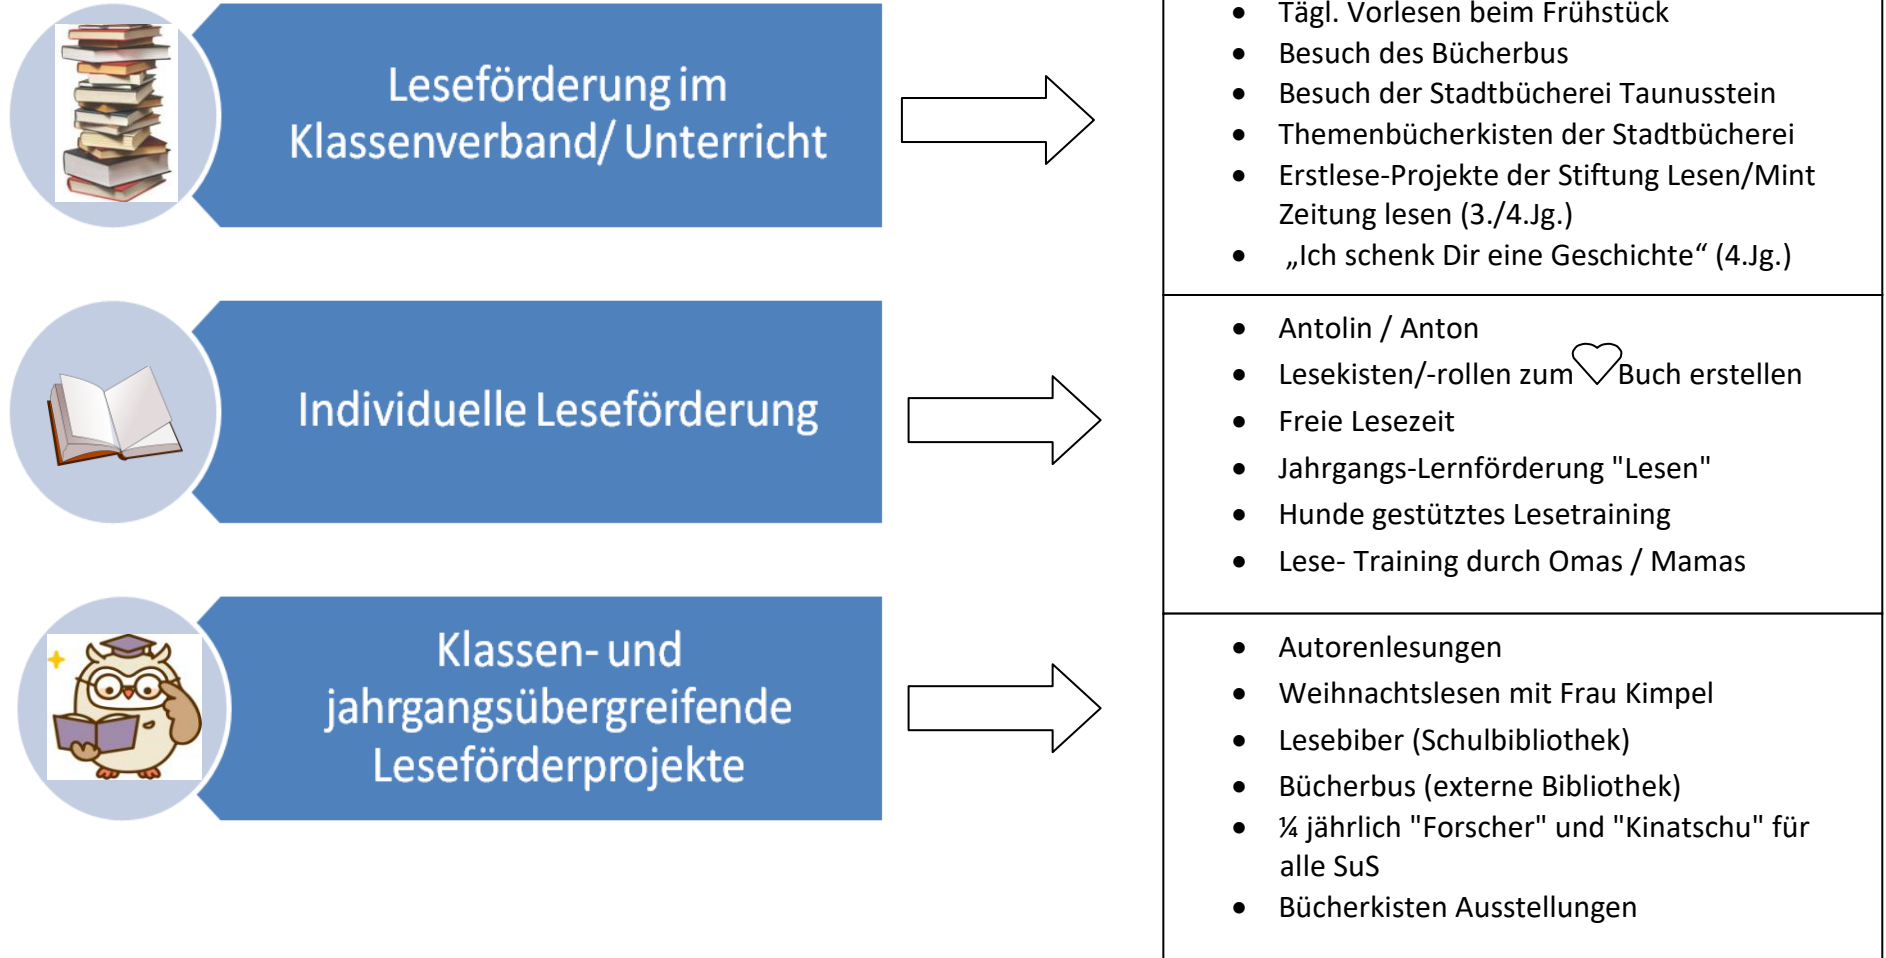 Leseförderung im
Klassenverband/ Unterricht
• Tägl. Vorlesen beim Frühstück
• Besuch des Bücherbus
• Besuch der Stadtbücherei Taunusstein
• Themenbücherkisten der Stadtbücherei
• Erstlese-Projekte der Stiftung Lesen/Mint
Zeitung lesen (3./4.Jg.)
• „Ich schenk Dir eine Geschichte“ (4.Jg.)
Individuelle Leseförderung
• Antolin / Anton
• Lesekisten/-rollen zum Buch erstellen
• Freie Lesezeit
• Jahrgangs-Lernförderung "Lesen"
• Hunde gestütztes Lesetraining
• Lese- Training durch Omas / Mamas
Klassen- und
jahrgangsübergreifende
Leseförderprojekte
• Autorenlesungen
• Weihnachtslesen mit Frau Kimpel
• Lesebiber (Schulbibliothek)
• Bücherbus (externe Bibliothek)
• ¼ jährlich "Forscher" und "Kinatschu" für
alle SuS
• Bücherkisten Ausstellungen